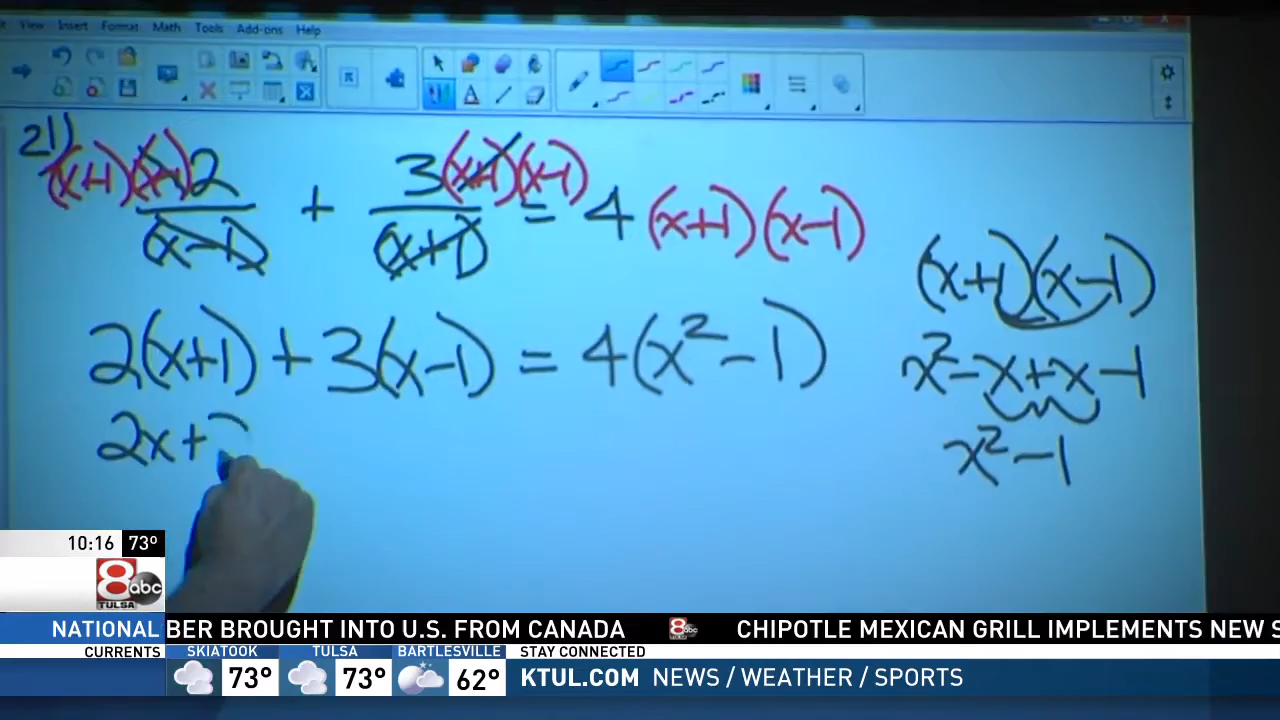 View Insert Format Math Tools Add-ons Help
π A
21)
(x+1)(x-1)2 + 3(x+1)(x-1) = 4(x+1)(x-1)
(x-1) (x+1)
2(x+1)+3(x-1)=4(x²-1)
2x+
(x+1)(x-1)
x²-x+x-1
x²-1
10:16 73°
8 abc
TULSA
NATIONAL BER BROUGHT INTO U.S. FROM CANADA 8 CHIPOTLE MEXICAN GRILL IMPLEMENTS NEW S
CURRENTS SKIATOOK TULSA BARTLESVILLE STAY CONNECTED
73° 73° 62° KTUL.COM NEWS / WEATHER / SPORTS